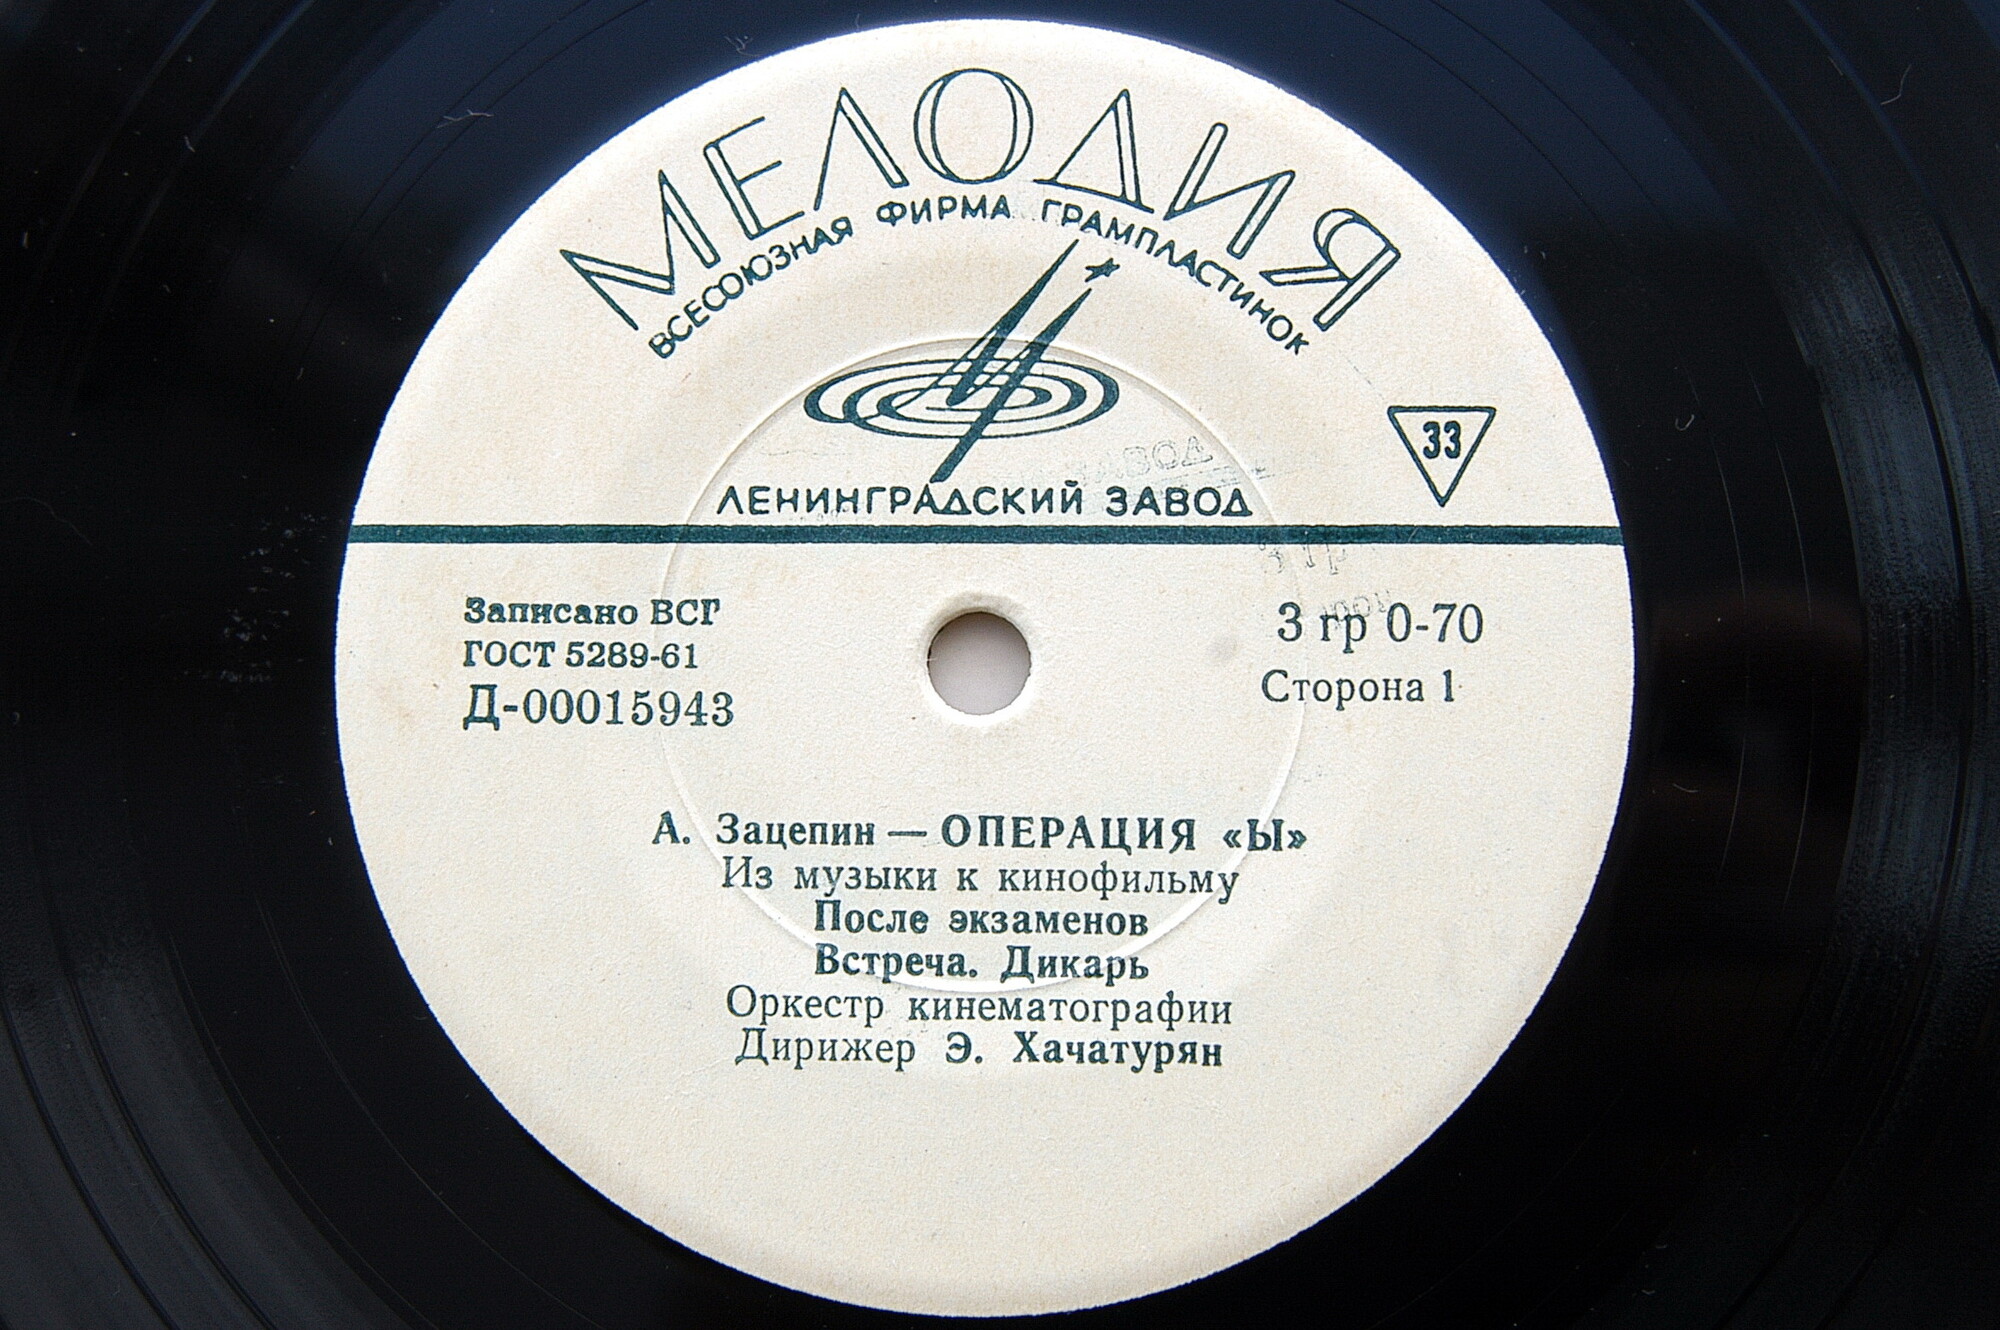 МЕЛОДИЯ
ВСЕСОЮЗНАЯ ФИРМА ГРАМПЛАСТИНОК
33
ЛЕНИНГРАДСКИЙ ЗАВОД
Записано ВСГ
ГОСТ 5289-61
Д-00015943
3 гр 0-70
Сторона 1
А. Зацепин — ОПЕРАЦИЯ «Ы»
Из музыки к кинофильму
После экзаменов
Встреча. Дикарь
Оркестр кинематографии
Дирижер Э. Хачатурян